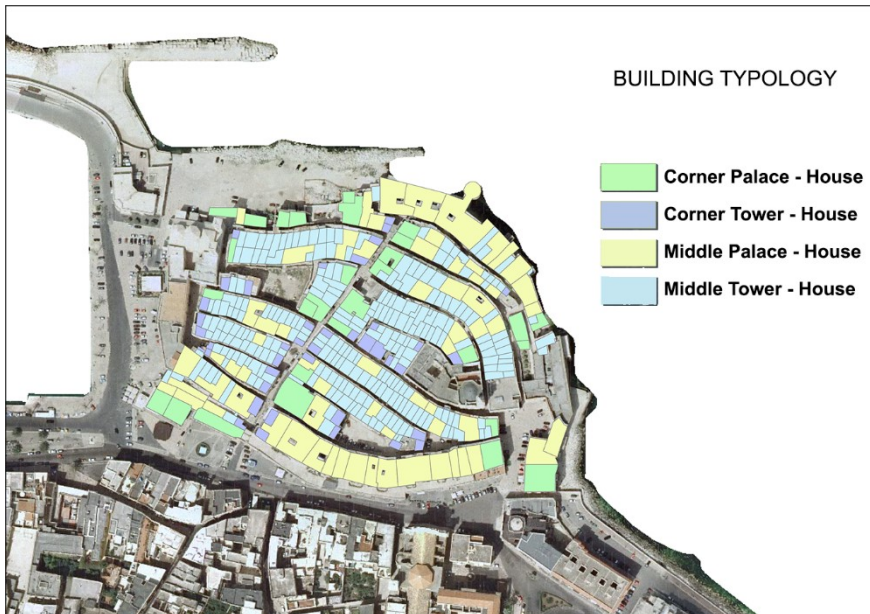 BUILDING TYPOLOGY
Corner Palace - House
Corner Tower - House
Middle Palace - House
Middle Tower - House